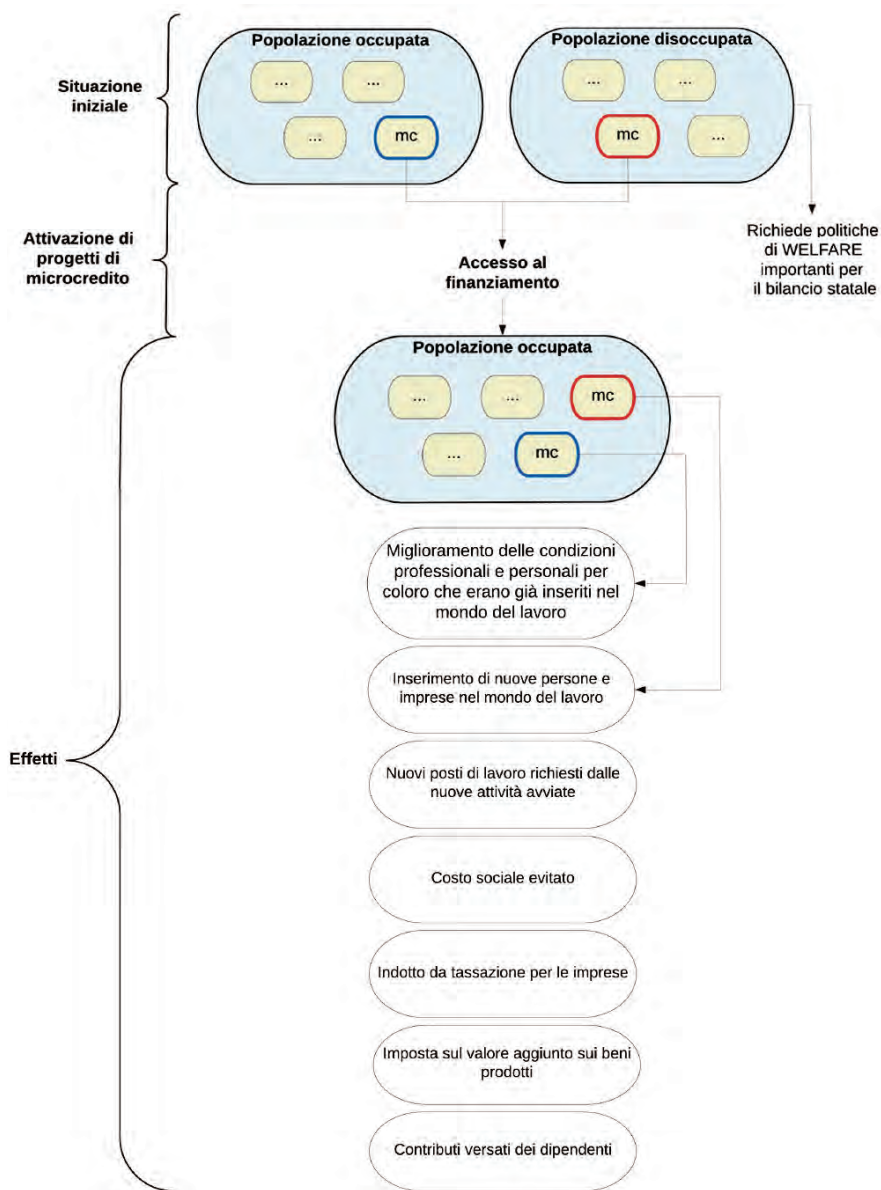 Popolazione occupata
Popolazione disoccupata
...
...
...
...
Situazione
iniziale
...
mc
mc
...
Attivazione di
progetti di
microcredito
Accesso al
finanziamento
Richiede politiche
di WELFARE
importanti per
il bilancio statale
Popolazione occupata
...
...
mc
...
mc
Miglioramento delle condizioni
professionali e personali per
coloro che erano già inseriti nel
mondo del lavoro
Inserimento di nuove persone e
imprese nel mondo del lavoro
Effetti
Nuovi posti di lavoro richiesti dalle
nuove attività avviate
Costo sociale evitato
Indotto da tassazione per le imprese
Imposta sul valore aggiunto sui beni
prodotti
Contributi versati dei dipendenti